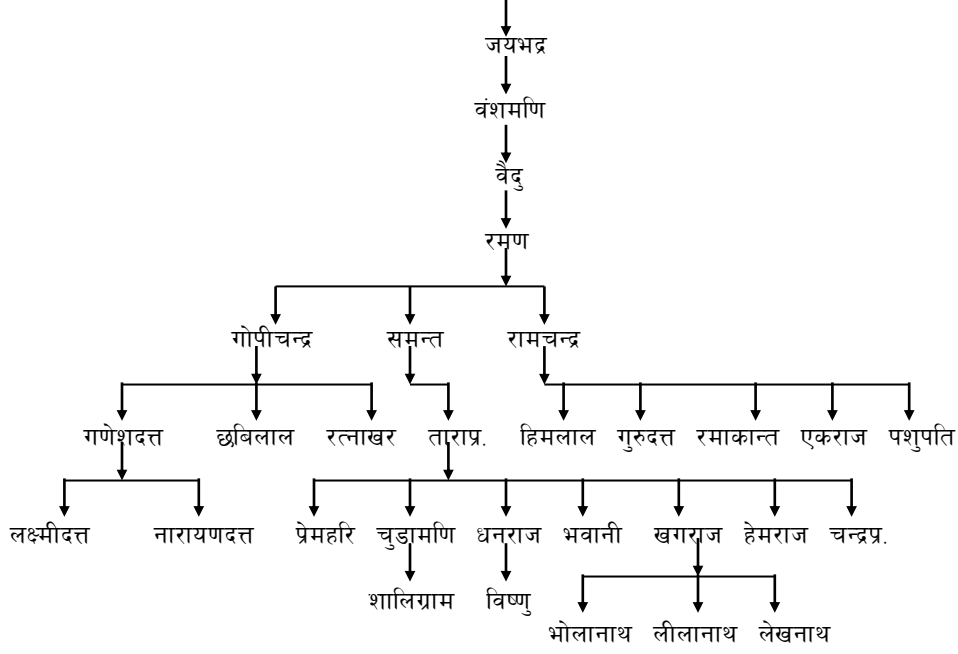 जयभद्र
वंशमणि
वैदु
रमण
गोपीचन्द्र समन्त रामचन्द्र
गणेशदत्त छबिलाल रत्नाखर ताराप्र. हिमलाल गुरुदत्त रमाकान्त एकराज पशुपति
लक्ष्मीदत्त नारायणदत्त प्रेमहरि चुडामणि धनराज भवानी खगराज हेमराज चन्द्रप्र.
शालिग्राम विष्णु
भोलानाथ लीलानाथ लेखनाथ